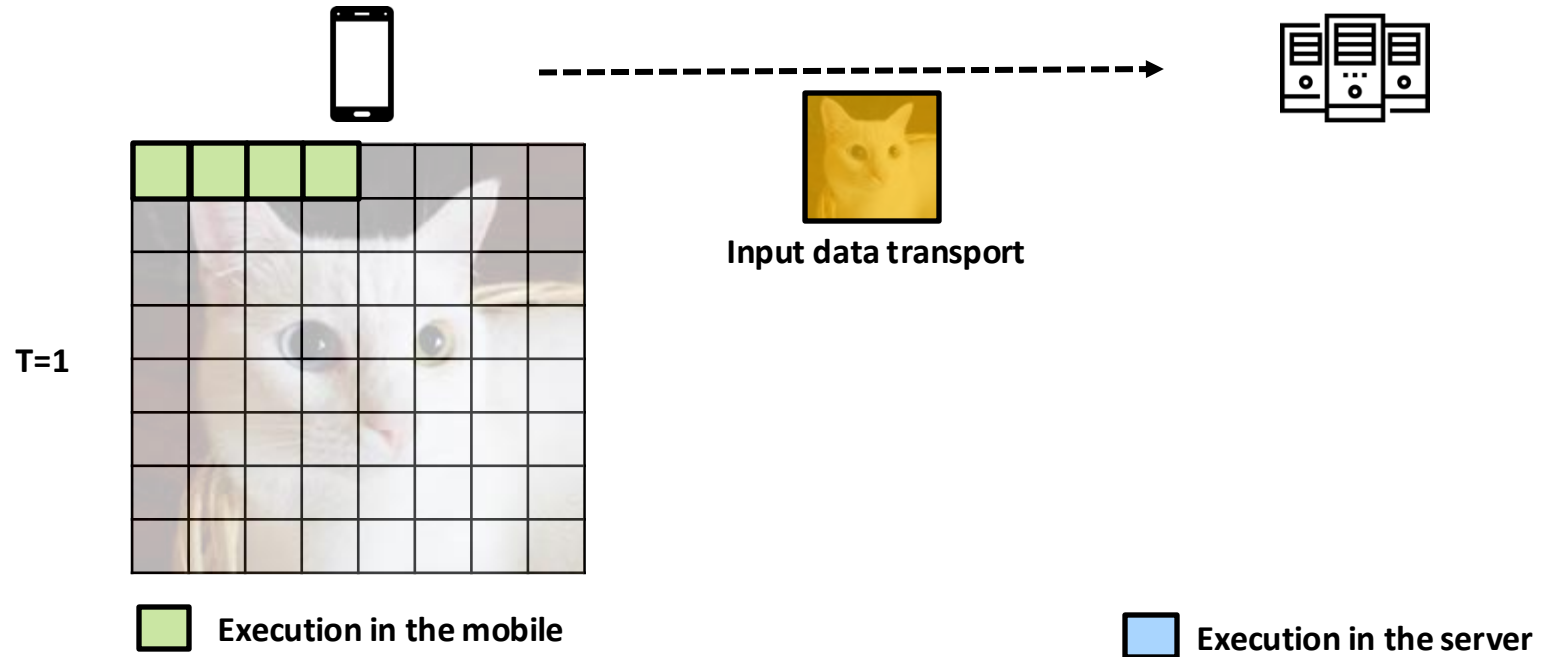 Input data transport
T=1
Execution in the mobile
Execution in the server